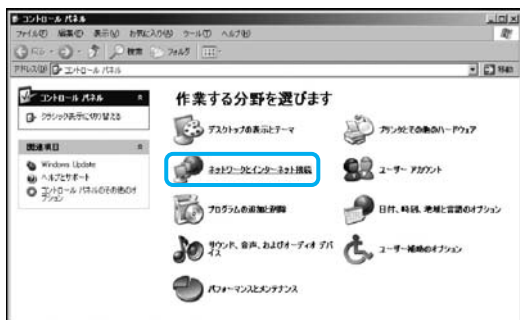 コントロール パネル
ファイル(F) 編集(E) 表示(V) お気に入り(A) ツール(T) ヘルプ(H)
戻る 検索 フォルダ
アドレス(D) コントロール パネル 移動
コントロール パネル
クラシック表示に切り替える
関連項目
Windows Update
ヘルプとサポート
コントロール パネルのその他のオプション
作業する分野を選びます
デスクトップの表示とテーマ
プリンタとその他のハードウェア
ネットワークとインターネット接続
ユーザー アカウント
プログラムの追加と削除
日付、時刻、地域と言語のオプション
サウンド、音声、およびオーディオ デバ
イス
ユーザー補助のオプション
パフォーマンスとメンテナンス